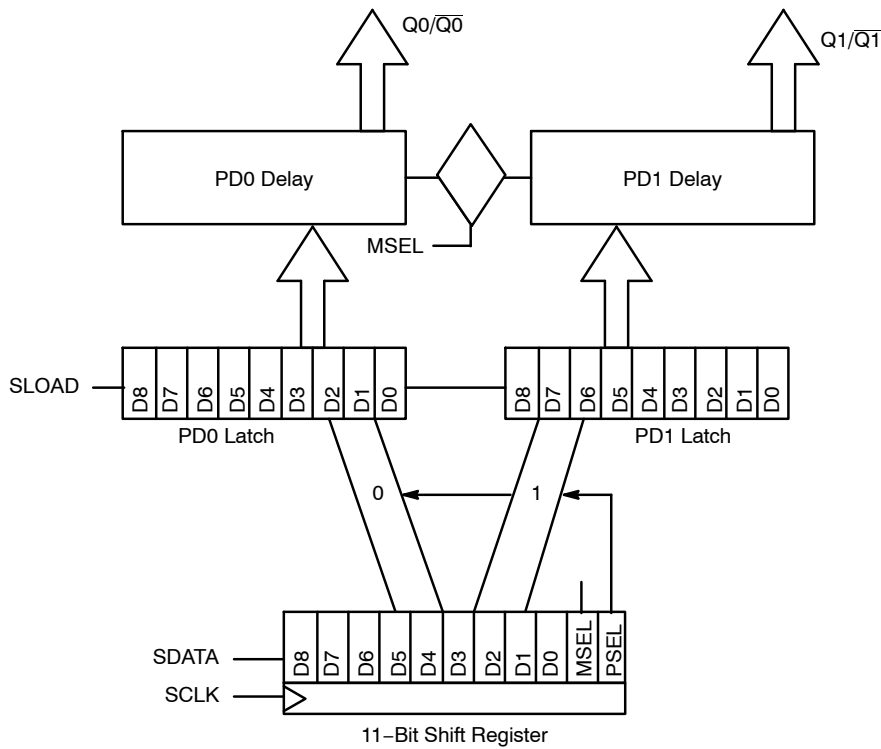 Q0/Q̅0̅
Q1/Q̅1̅
PD0 Delay
PD1 Delay
MSEL
SLOAD
D8 D7 D6 D5 D4 D3 D2 D1 D0
D8 D7 D6 D5 D4 D3 D2 D1 D0
PD0 Latch
PD1 Latch
0
1
SDATA
D8 D7 D6 D5 D4 D3 D2 D1 D0 MSEL PSEL
SCLK
11−Bit Shift Register